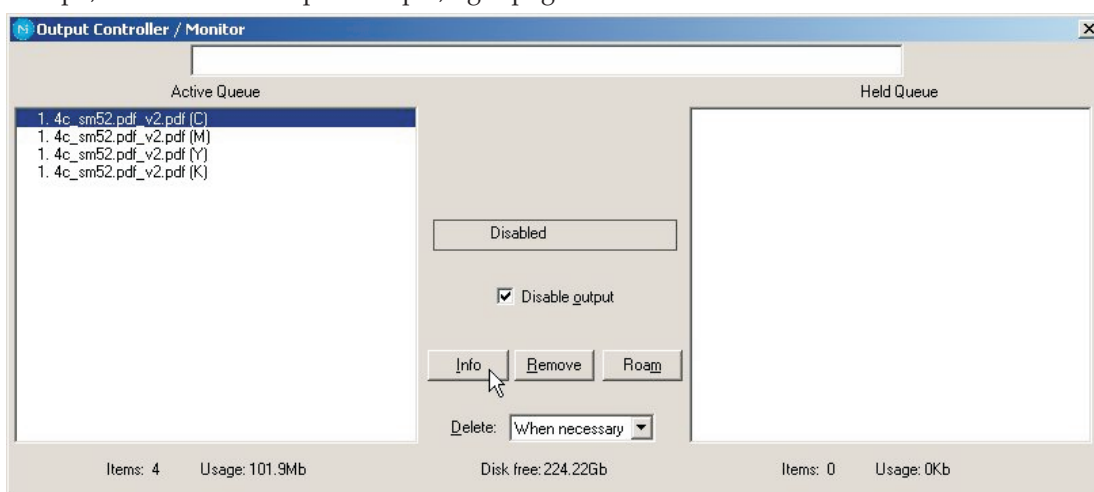 Output Controller / Monitor
Active Queue
Held Queue
1. 4c_sm52.pdf_v2.pdf (C)
1. 4c_sm52.pdf_v2.pdf (M)
1. 4c_sm52.pdf_v2.pdf (Y)
1. 4c_sm52.pdf_v2.pdf (K)
Disabled
Disable output
Info
Remove
Roam
Delete: When necessary
Items: 4 Usage: 101.9Mb
Disk free: 224.22Gb
Items: 0 Usage: 0Kb